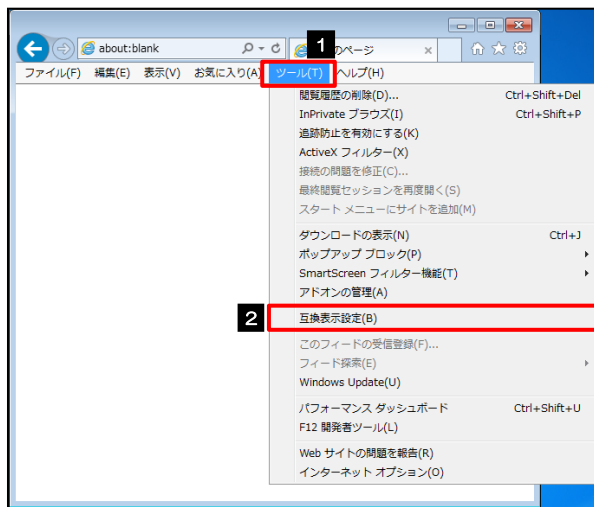 1
about:blank
のページ
ファイル(F) 編集(E) 表示(V) お気に入り(A) ツール(T) ヘルプ(H)
閲覧履歴の削除(D)... Ctrl+Shift+Del
InPrivate ブラウズ(I) Ctrl+Shift+P
追跡防止を有効にする(K)
ActiveX フィルター(X)
接続の問題を修正(C)...
最終閲覧セッションを再度開く(S)
スタート メニューにサイトを追加(M)
ダウンロードの表示(N) Ctrl+J
ポップアップ ブロック(P)
SmartScreen フィルター機能(T)
アドオンの管理(A)
2
互換表示設定(B)
このフィードの受信登録(F)...
フィード探索(E)
Windows Update(U)
パフォーマンス ダッシュボード Ctrl+Shift+U
F12 開発者ツール(L)
Web サイトの問題を報告(R)
インターネット オプション(O)